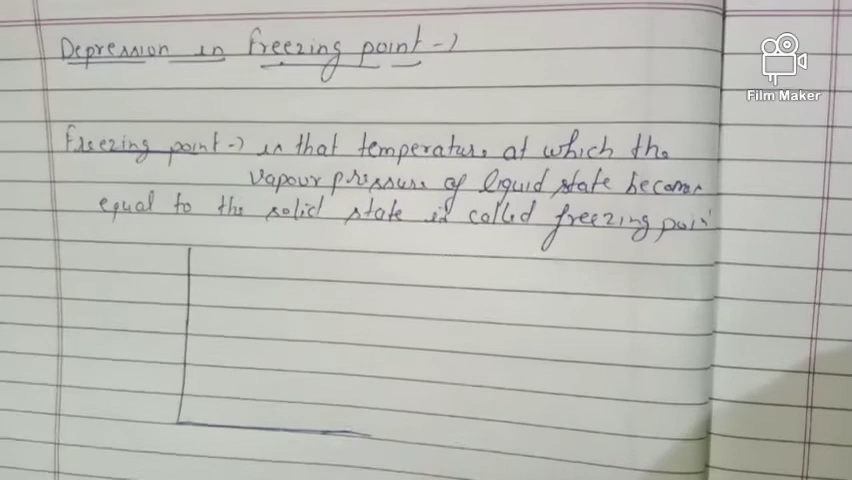 Depression in freezing point →
Film Maker
freezing point → is that temperature at which the
vapour pressure of liquid state becomes
equal to the solid state is called freezing poin